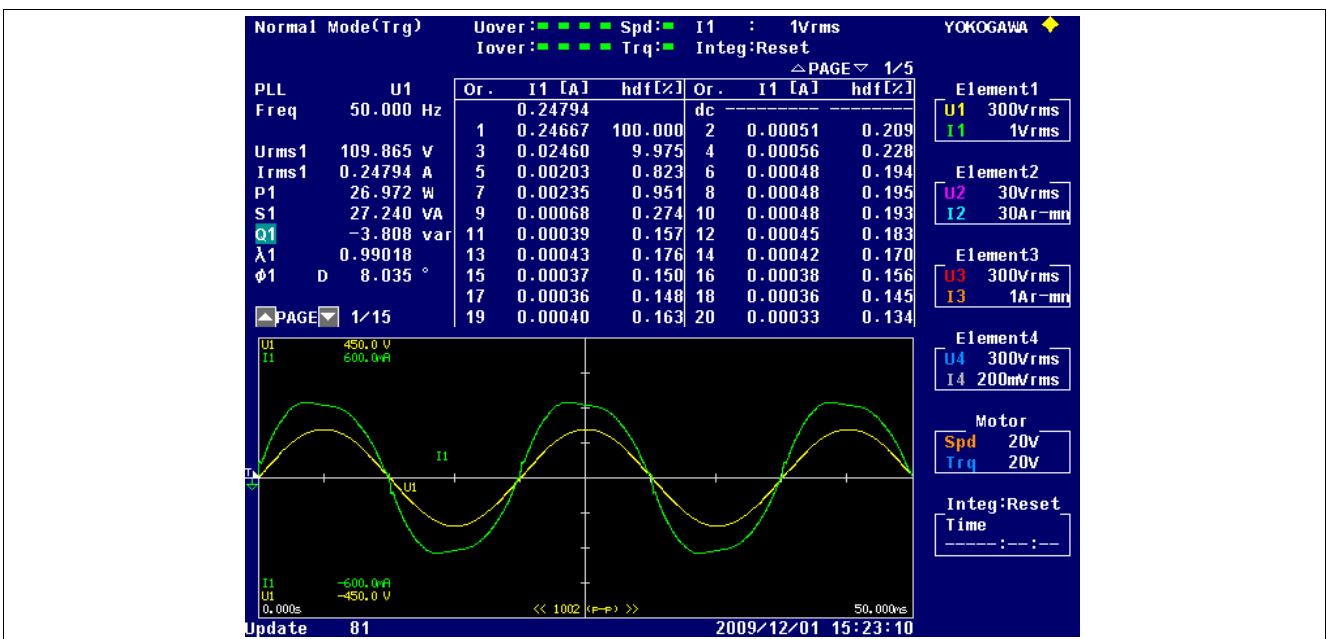 Normal Mode(Trg) Uover: Spd: I1 : 1Vrms YOKOGAWA
Iover: Trq: Integ:Reset
△PAGE▽ 1/5
PLL U1 Or. I1 [A] hdf[%] Or. I1 [A] hdf[%] Element1
Freq 50.000 Hz 0.24794 dc ---------- -------- U1 300Vrms
1 0.24667 100.000 2 0.00051 0.209 I1 1Vrms
Urms1 109.865 V 3 0.02460 9.975 4 0.00056 0.228
Irms1 0.24794 A 5 0.00203 0.823 6 0.00048 0.194 Element2
P1 26.972 W 7 0.00235 0.951 8 0.00048 0.195 U2 30Vrms
S1 27.240 VA 9 0.00068 0.274 10 0.00048 0.193 I2 30Ar-mn
Q1 -3.808 var 11 0.00039 0.157 12 0.00045 0.183
λ1 0.99018 13 0.00043 0.176 14 0.00042 0.170 Element3
φ1 D 8.035 ° 15 0.00037 0.150 16 0.00038 0.156 U3 300Vrms
17 0.00036 0.148 18 0.00036 0.145 I3 1Ar-mn
▲PAGE▼ 1/15 19 0.00040 0.163 20 0.00033 0.134
Element4
U1 450.0 V
I1 600.0mA
U4 300Vrms
I4 200mVrms
Motor
Spd 20V
Trq 20V
I1
T
U1
Integ:Reset
Time
-----:--:--
I1 -600.0mA
U1 -450.0 V
0.000s << 1002 (p-p) >> 50.000ms
Update 81 2009/12/01 15:23:10